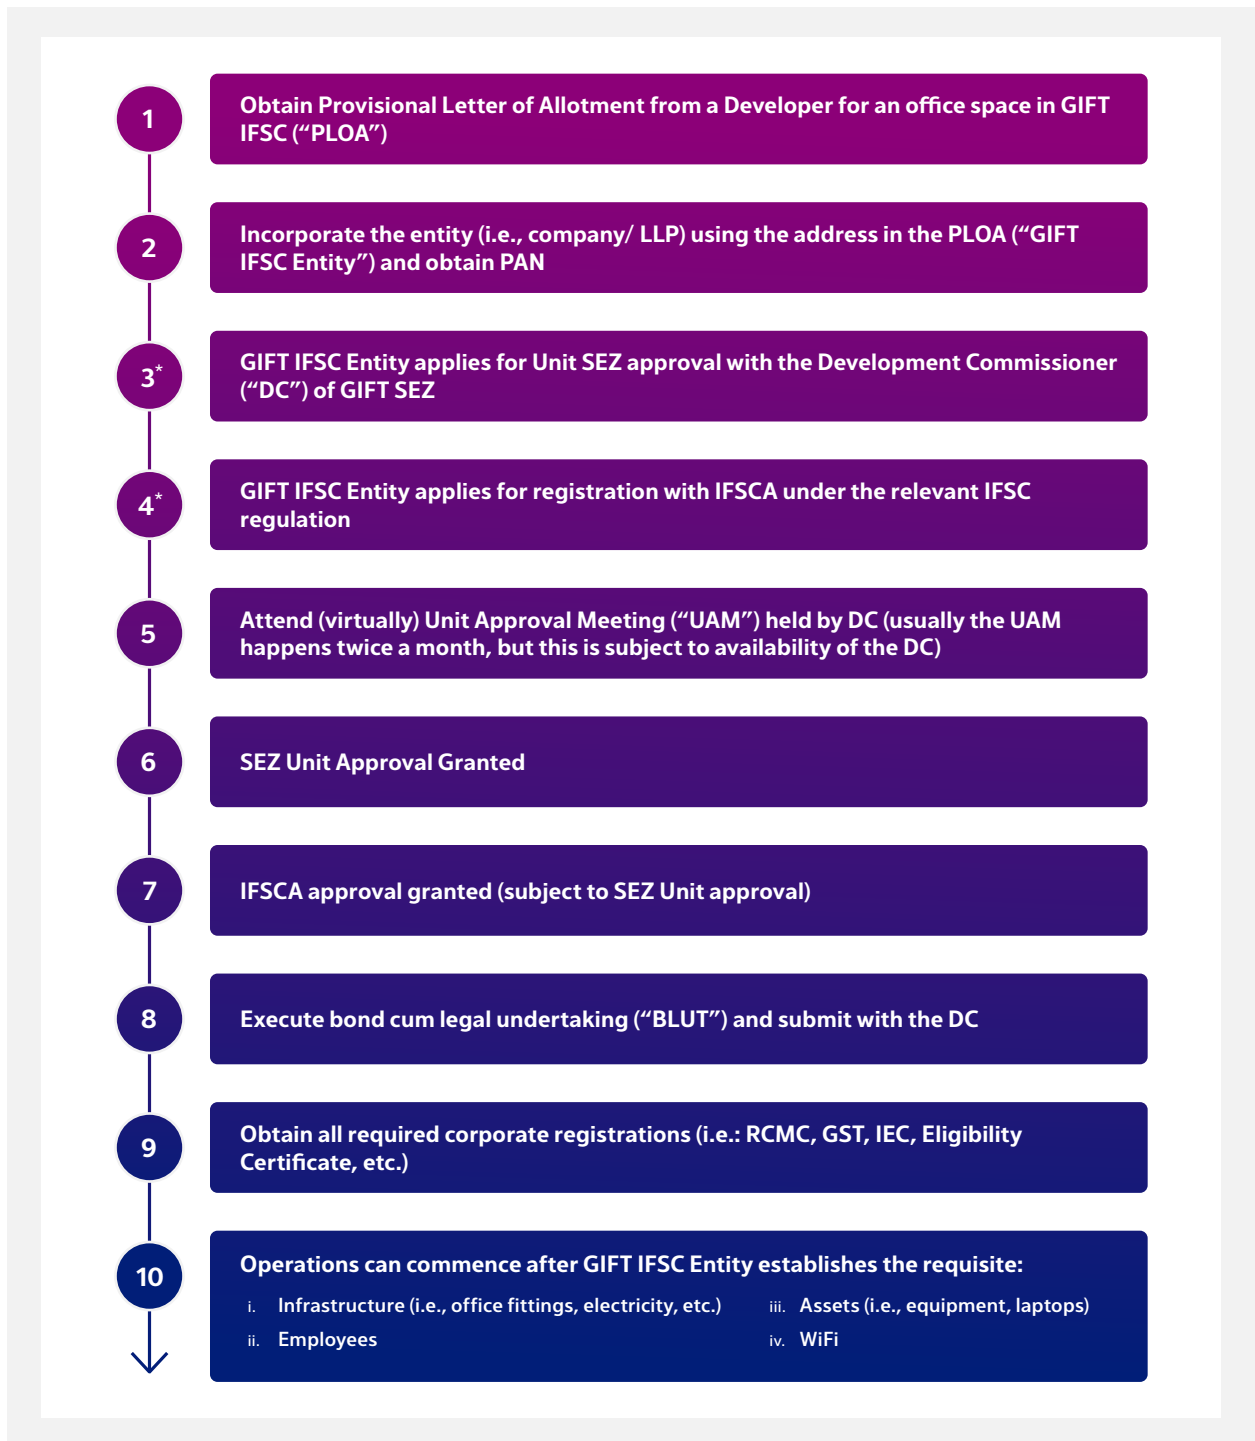 1
Obtain Provisional Letter of Allotment from a Developer for an office space in GIFT
IFSC (“PLOA”)
2
Incorporate the entity (i.e., company/ LLP) using the address in the PLOA (“GIFT
IFSC Entity”) and obtain PAN
3*
GIFT IFSC Entity applies for Unit SEZ approval with the Development Commissioner
(“DC”) of GIFT SEZ
4*
GIFT IFSC Entity applies for registration with IFSCA under the relevant IFSC
regulation
5
Attend (virtually) Unit Approval Meeting (“UAM”) held by DC (usually the UAM
happens twice a month, but this is subject to availability of the DC)
6
SEZ Unit Approval Granted
7
IFSCA approval granted (subject to SEZ Unit approval)
8
Execute bond cum legal undertaking (“BLUT”) and submit with the DC
9
Obtain all required corporate registrations (i.e.: RCMC, GST, IEC, Eligibility
Certificate, etc.)
10
Operations can commence after GIFT IFSC Entity establishes the requisite:
i. Infrastructure (i.e., office fittings, electricity, etc.)
ii. Employees
iii. Assets (i.e., equipment, laptops)
iv. WiFi